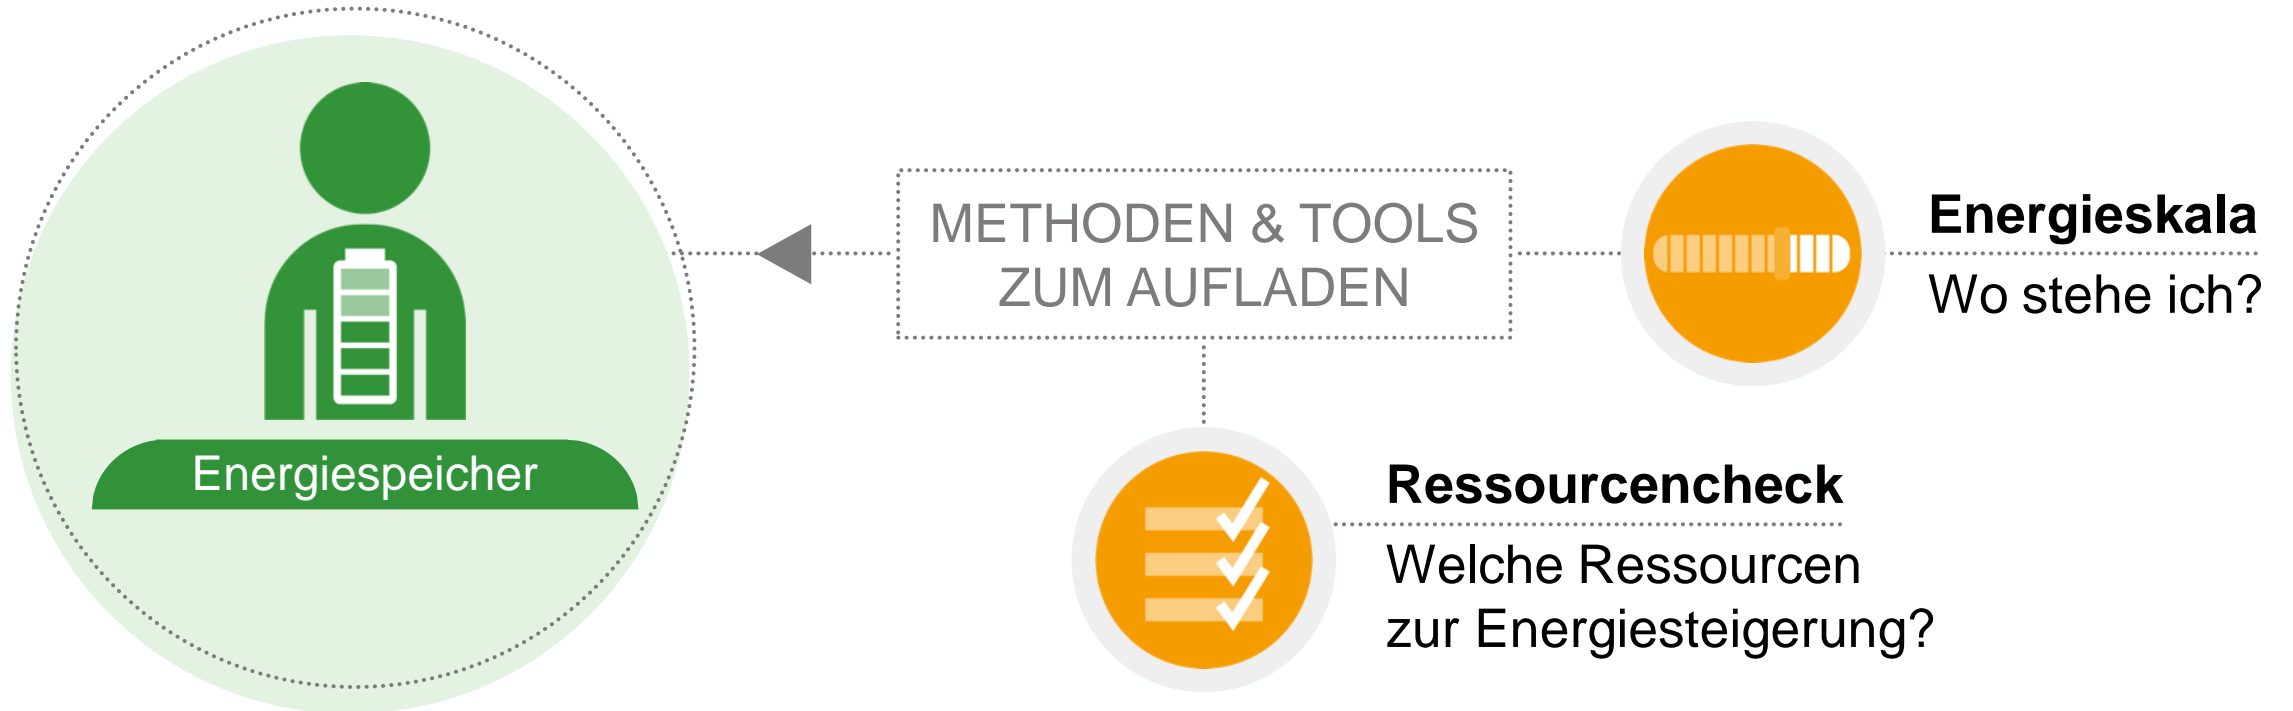 Energiespeicher
METHODEN & TOOLS
ZUM AUFLADEN
Energieskala
Wo stehe ich?
Ressourcencheck
Welche Ressourcen
zur Energiesteigerung?